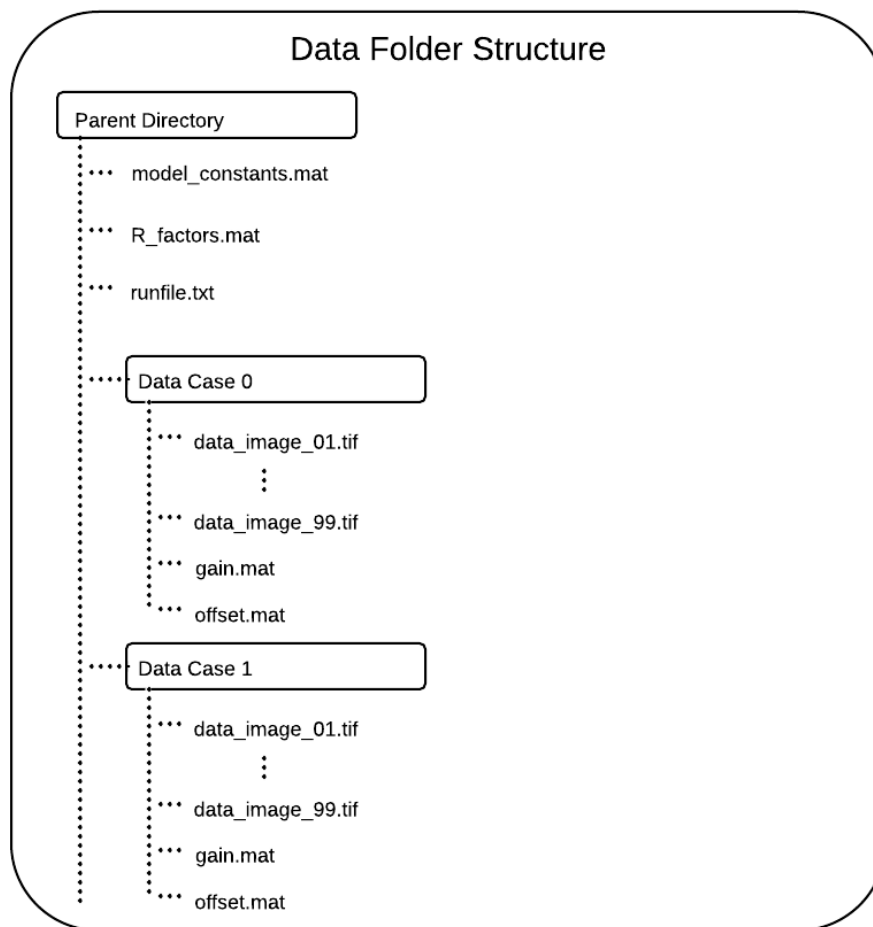 Data Folder Structure
Parent Directory
model_constants.mat
R_factors.mat
runfile.txt
Data Case 0
data_image_01.tif
data_image_99.tif
gain.mat
offset.mat
Data Case 1
data_image_01.tif
data_image_99.tif
gain.mat
offset.mat